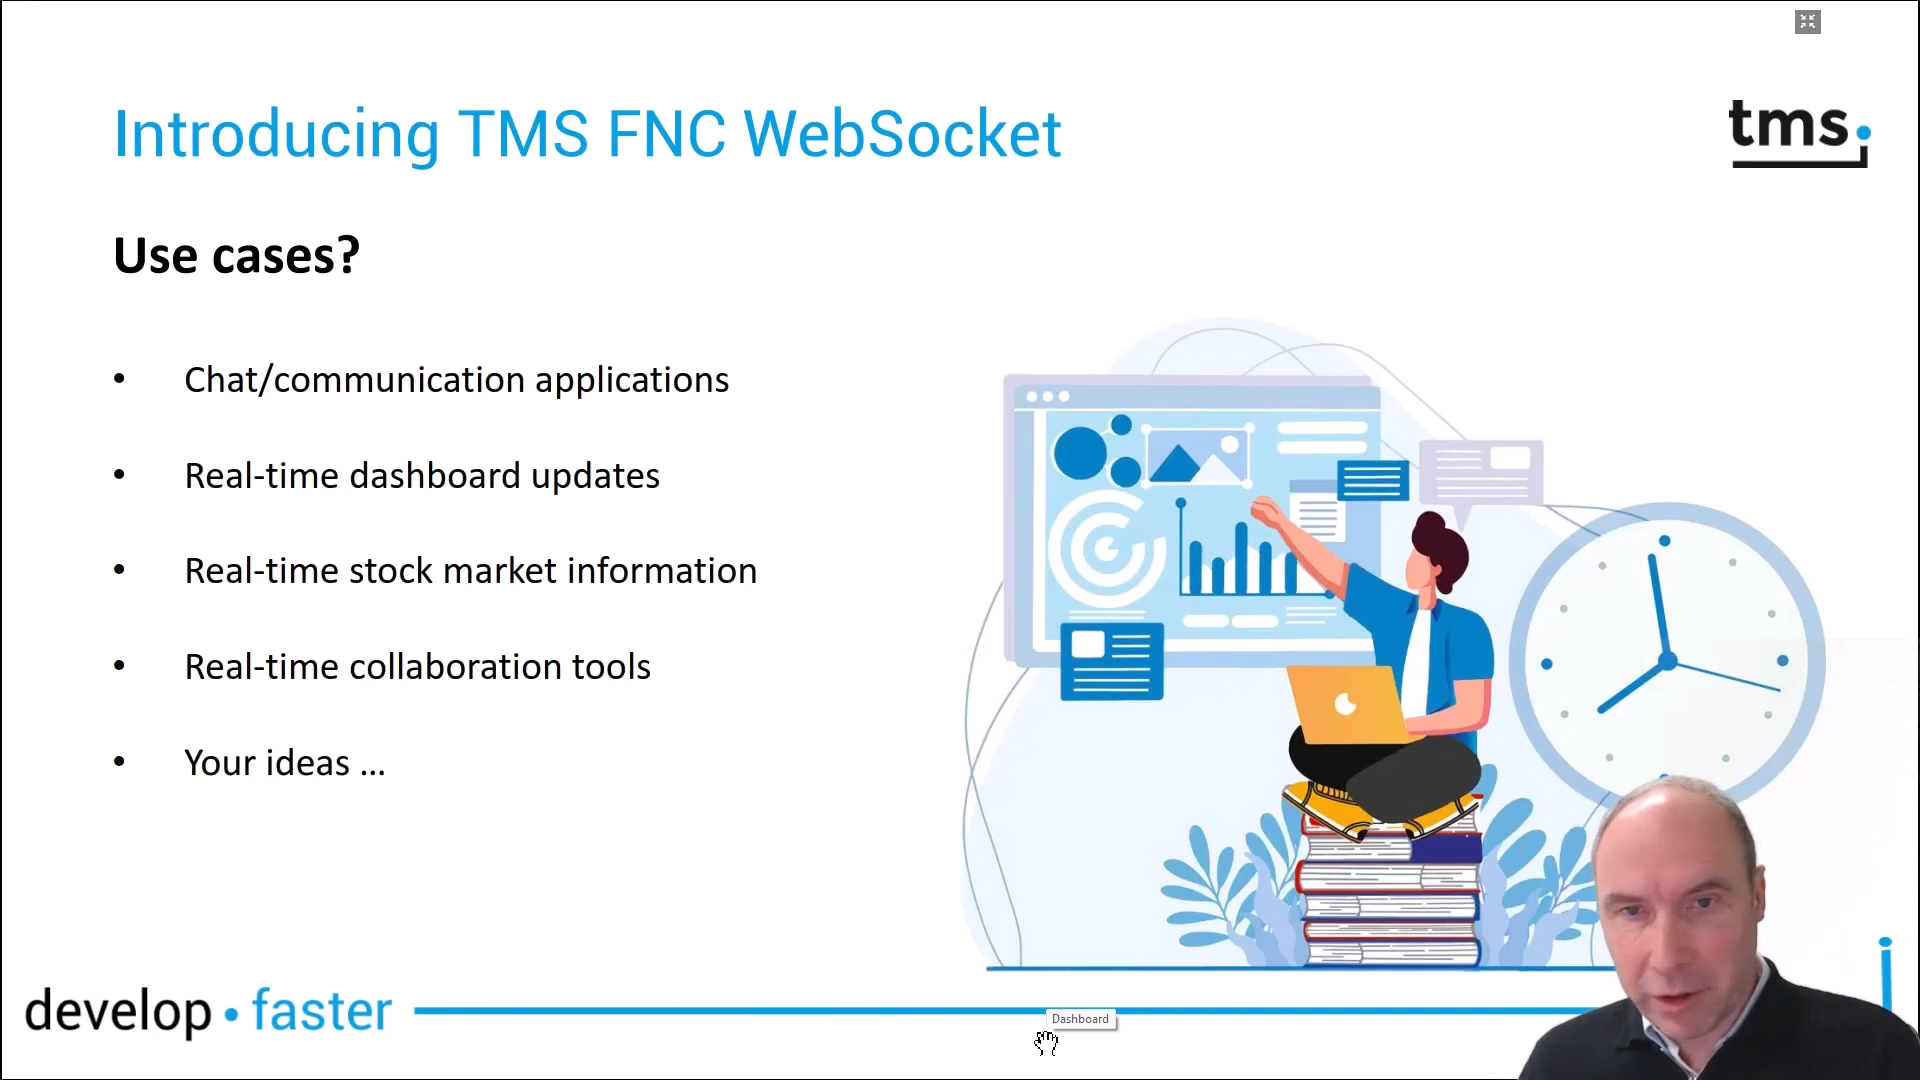 Introducing TMS FNC WebSocket
tms.
Use cases?
• Chat/communication applications
• Real-time dashboard updates
• Real-time stock market information
• Real-time collaboration tools
• Your ideas ...
develop • faster
Dashboard